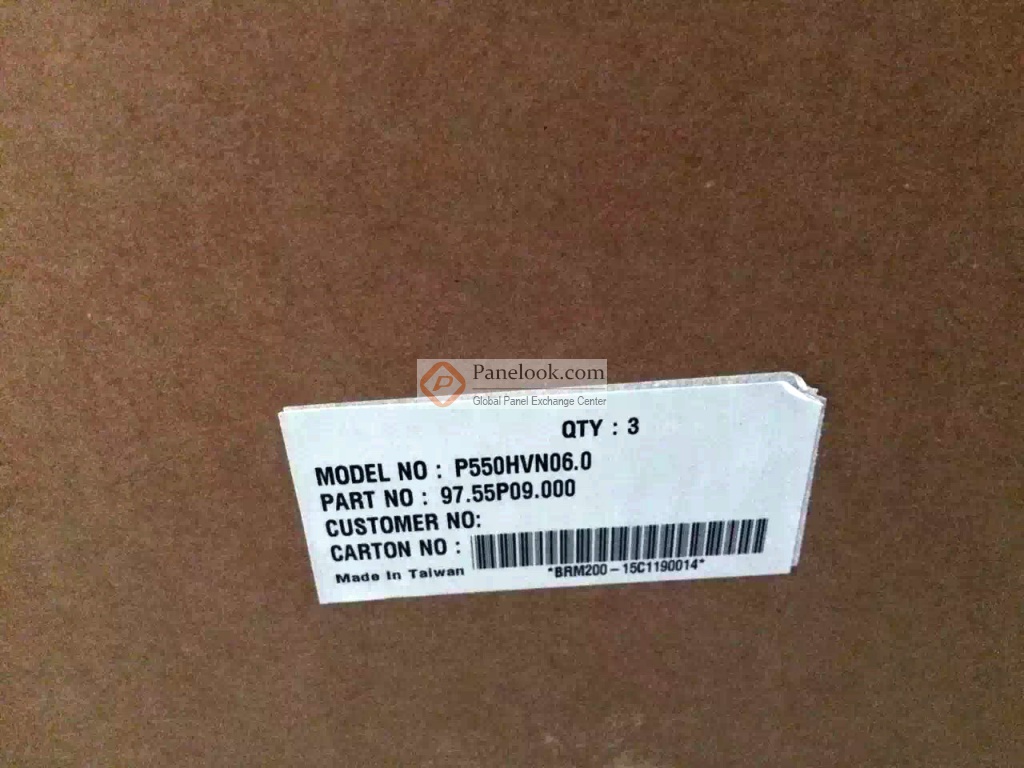 Panelook.com
Global Panel Exchange Center
QTY : 3
MODEL NO : P550HVN06.0
PART NO : 97.55P09.000
CUSTOMER NO:
CARTON NO :
*BRM200-15C1190014*
Made In Taiwan